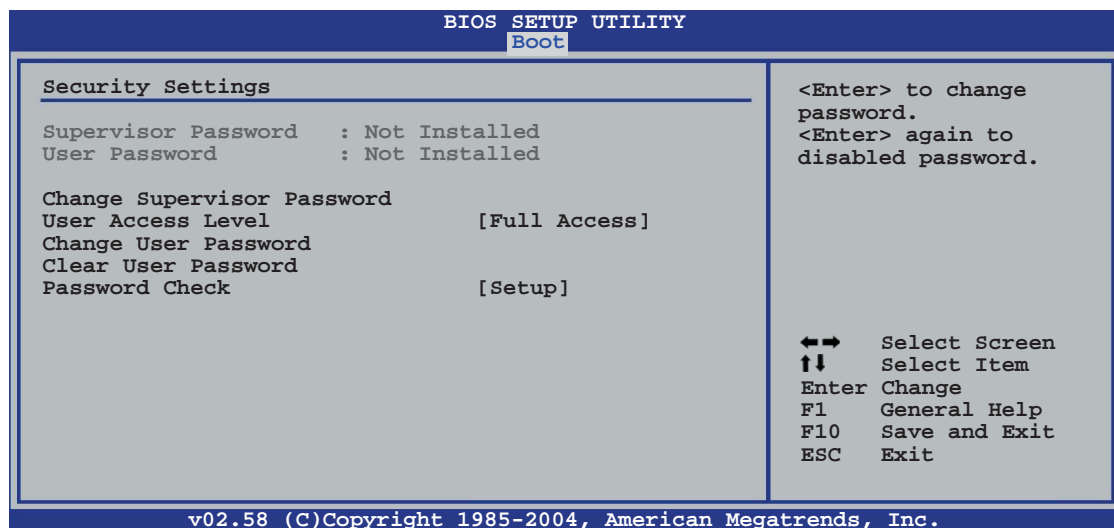 BIOS SETUP UTILITY
Boot
Security Settings
Supervisor Password : Not Installed
User Password : Not Installed
Change Supervisor Password
User Access Level [Full Access]
Change User Password
Clear User Password
Password Check [Setup]
<Enter> to change
password.
<Enter> again to
disabled password.
←→ Select Screen
↑↓ Select Item
Enter Change
F1 General Help
F10 Save and Exit
ESC Exit
v02.58 (C)Copyright 1985-2004, American Megatrends, Inc.